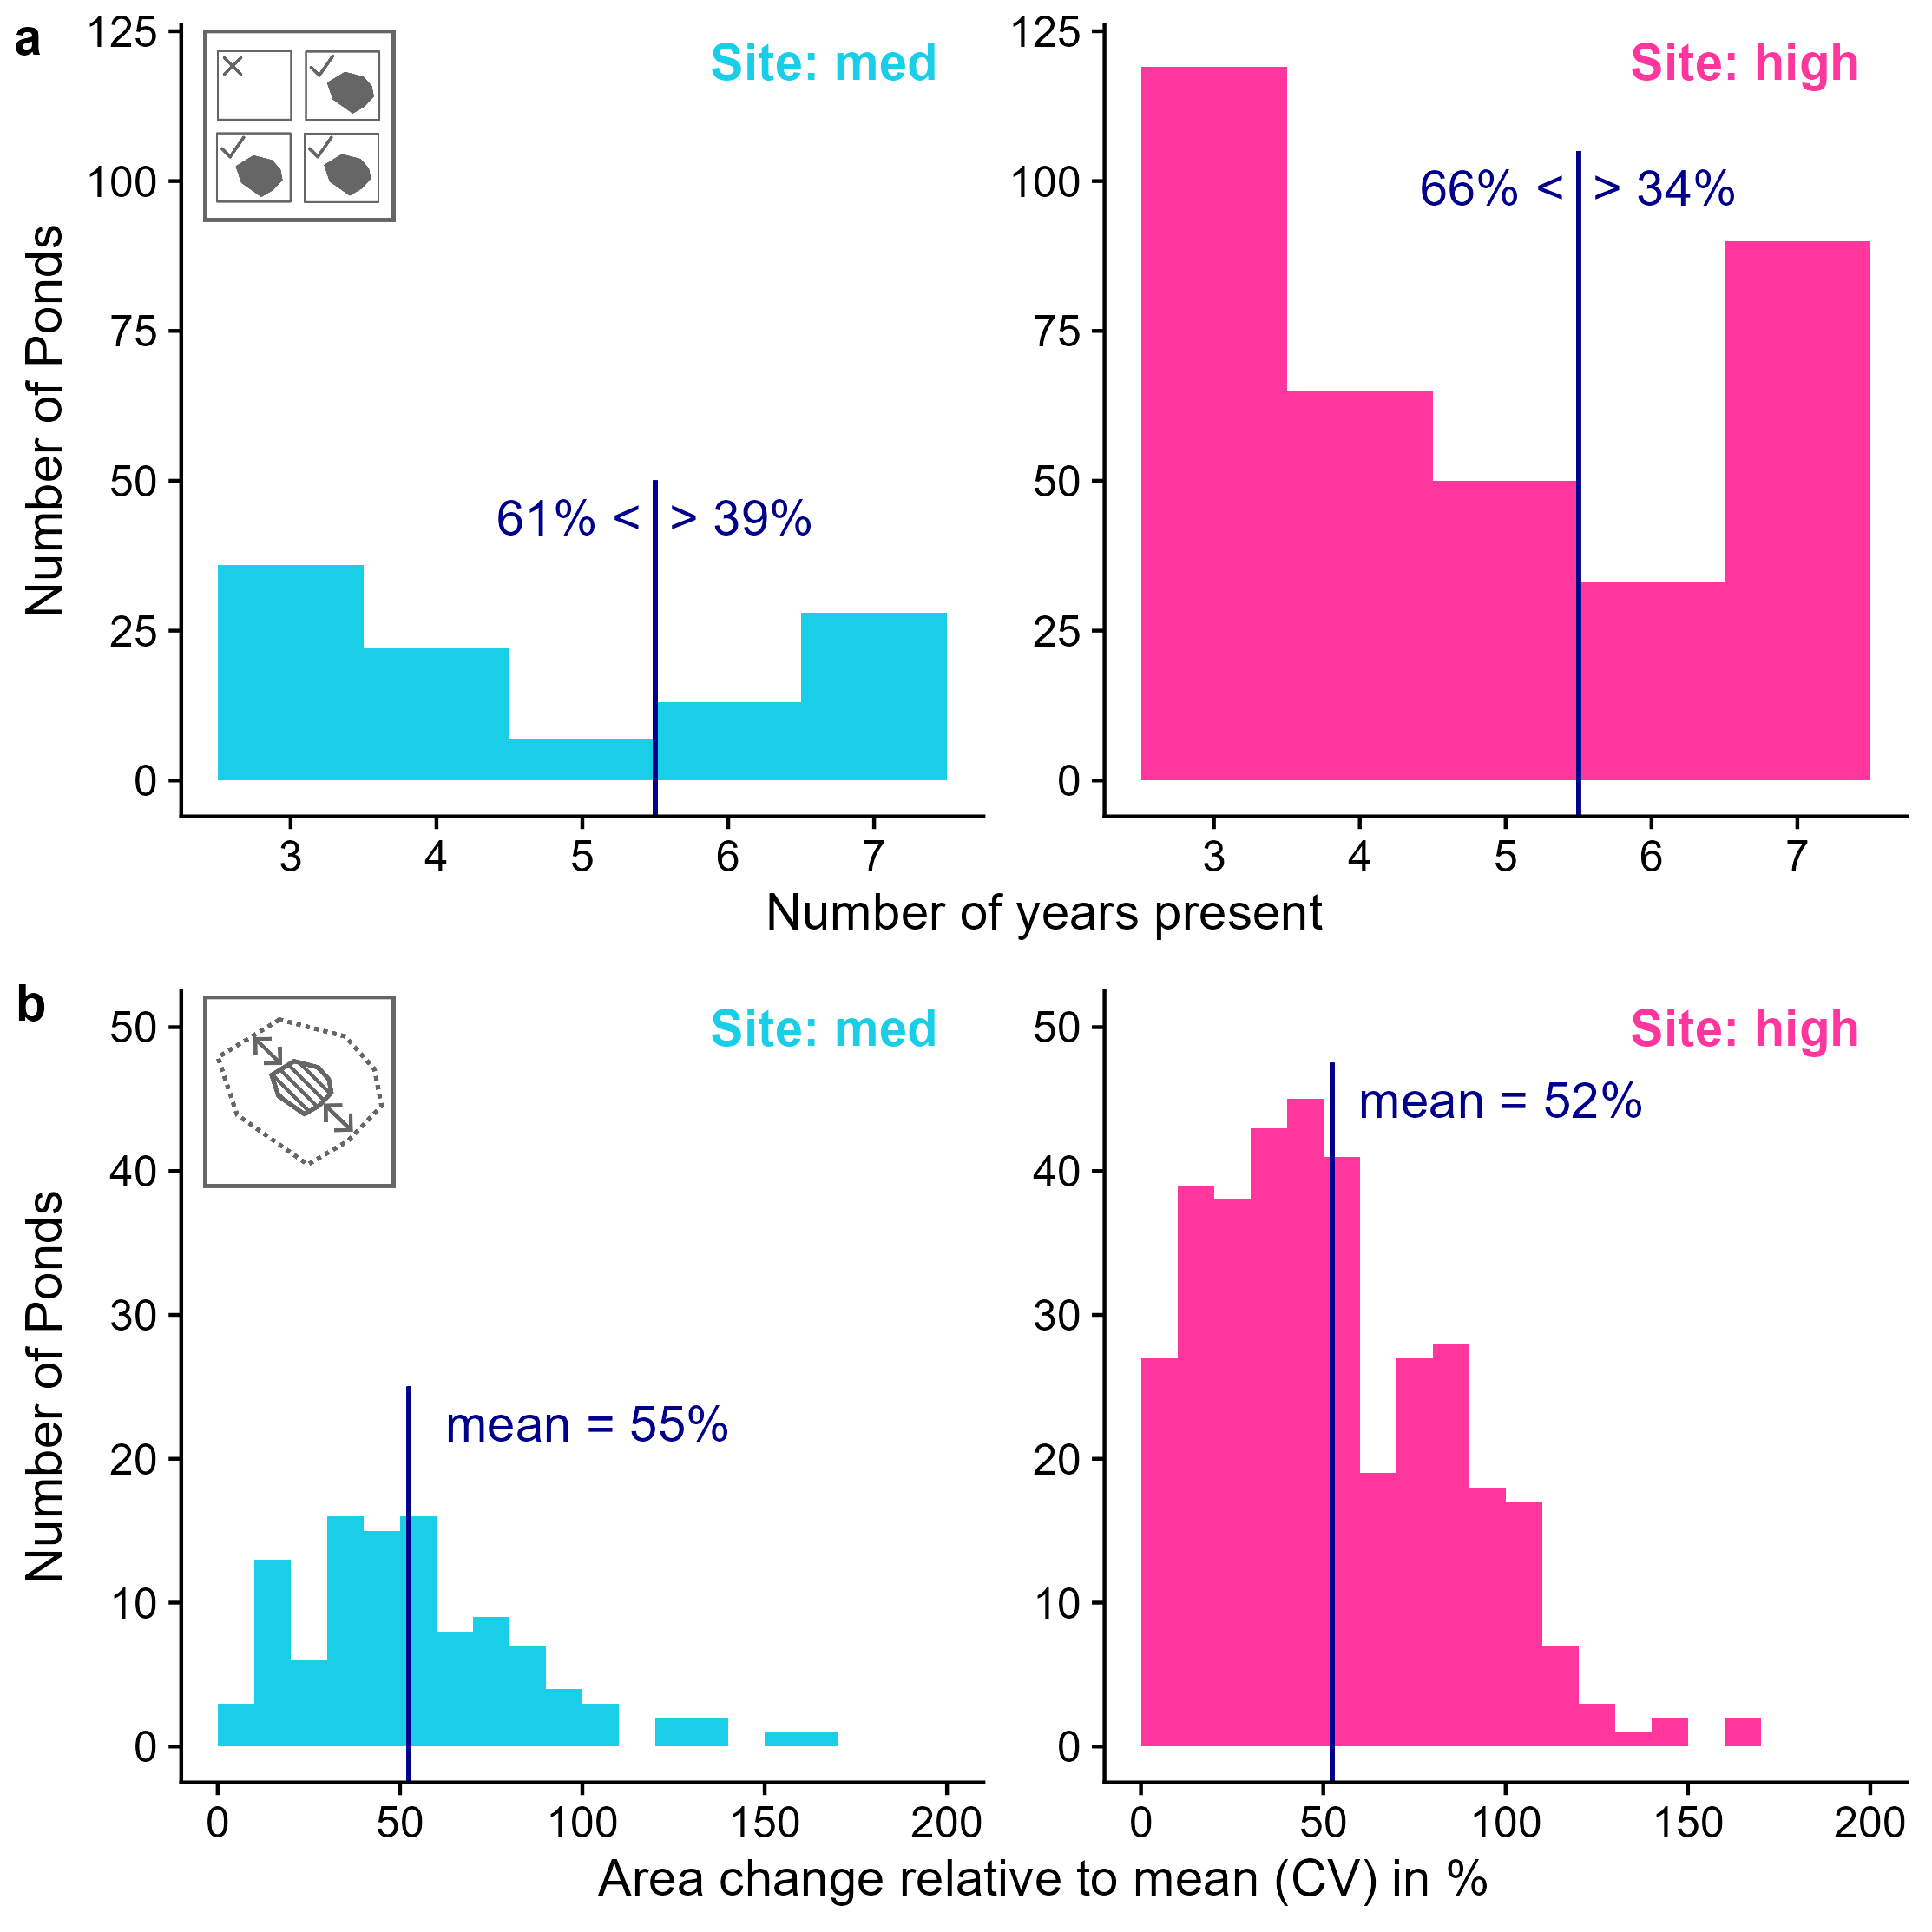 a
Site: med
Site: high
125
100
75
50
25
0
125
100
75
50
25
0
Number of Ponds
61% < > 39%
66% < > 34%
3 4 5 6 7
3 4 5 6 7
Number of years present
b
Site: med
Site: high
50
40
30
20
10
0
50
40
30
20
10
0
Number of Ponds
mean = 55%
mean = 52%
0 50 100 150 200
0 50 100 150 200
Area change relative to mean (CV) in %